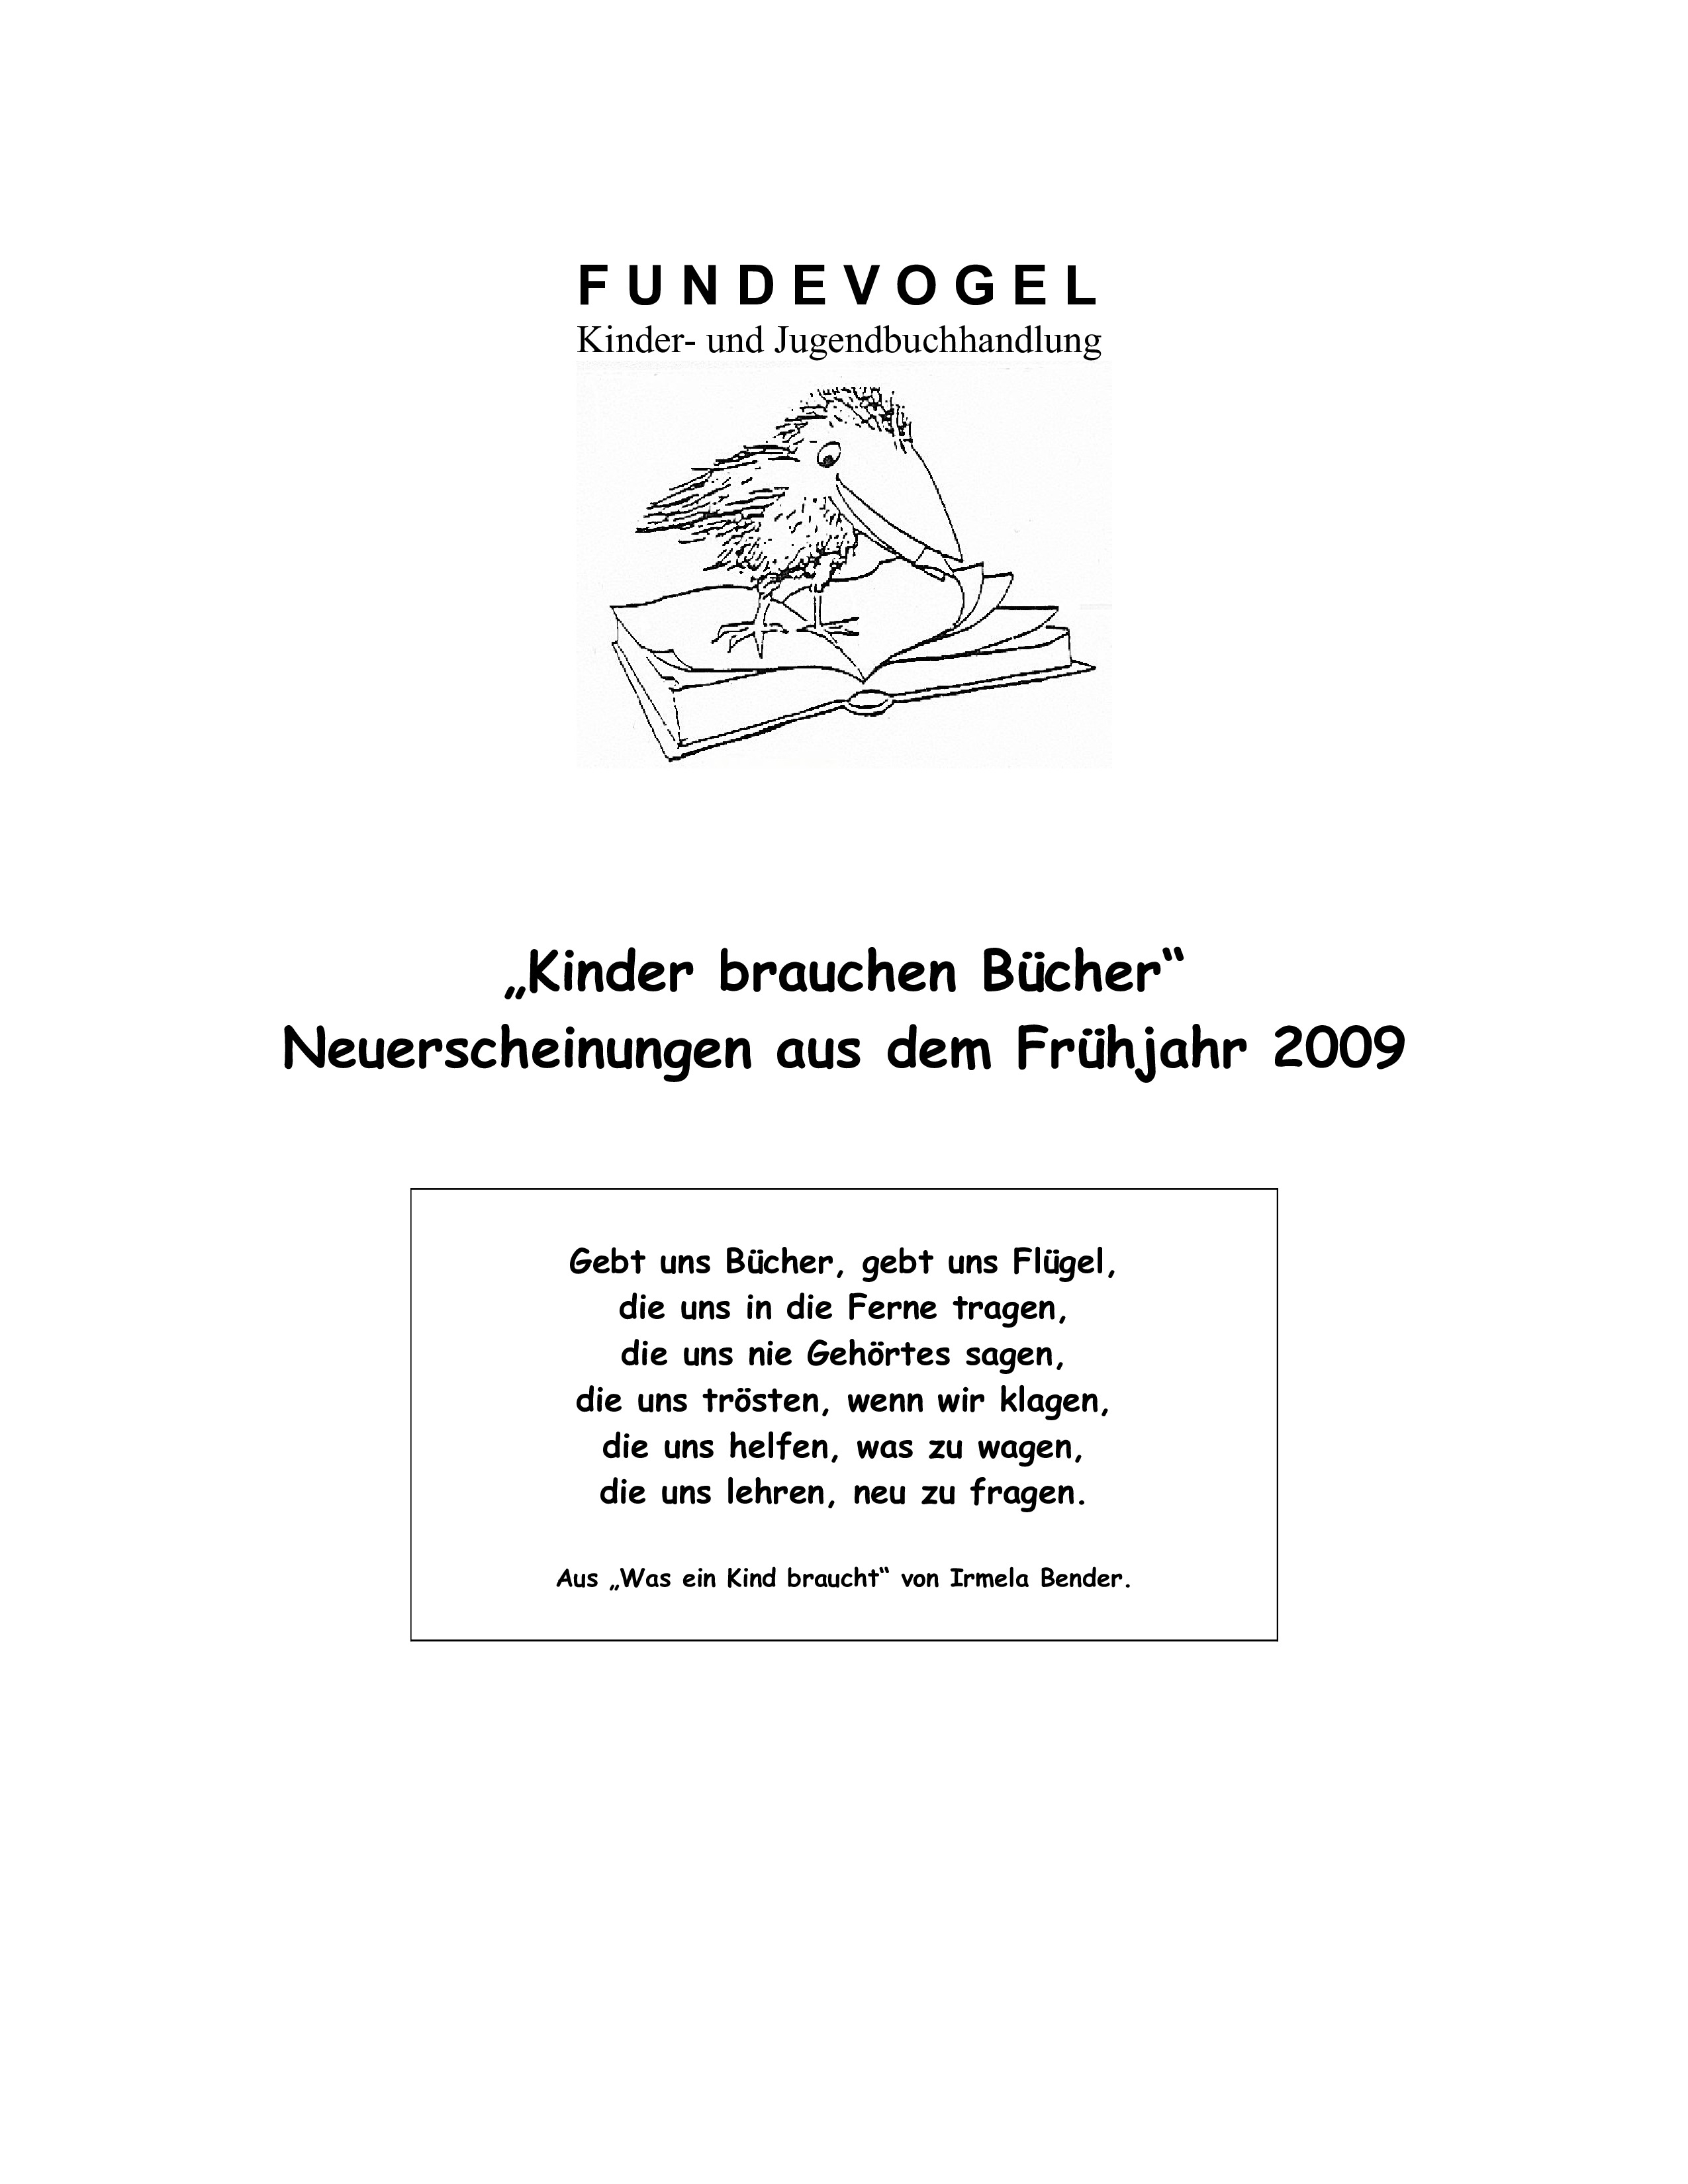 FUNDEVOGEL
Kinder- und Jugendbuchhandlung
„Kinder brauchen Bücher“
Neuerscheinungen aus dem Frühjahr 2009
Gebt uns Bücher, gebt uns Flügel,
die uns in die Ferne tragen,
die uns nie Gehörtes sagen,
die uns trösten, wenn wir klagen,
die uns helfen, was zu wagen,
die uns lehren, neu zu fragen.
Aus „Was ein Kind braucht“ von Irmela Bender.